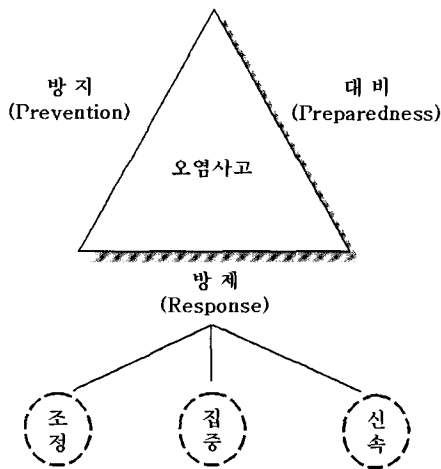 방 지
(Prevention)
대 비
(Preparedness)
오염사고
방 제
(Response)
조
정
집
중
신
속